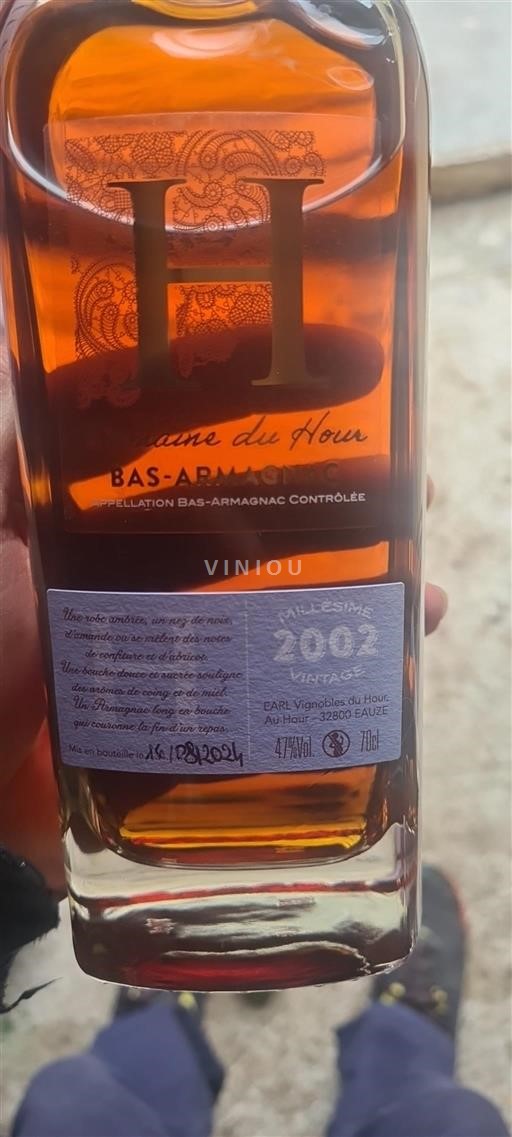 H
Domaine du Hour
BAS-ARMAGNAC
APPELLATION BAS-ARMAGNAC CONTRÔLÉE
VINIOU
Une robe ambrée, un nez de noix,
d'amande ou se mêlent des notes
de confiture et d'abricot.
Une bouche douce et sucrée souligne
des arômes de coing et de miel.
Un Armagnac long en bouche
qui couronne la fin d'un repas.
Mis en bouteille le 14/08/2024
MILLÉSIME
2002
VINTAGE
EARL Vignobles du Hour.
Au Hour - 32800 EAUZE
47%Vol. 70cl